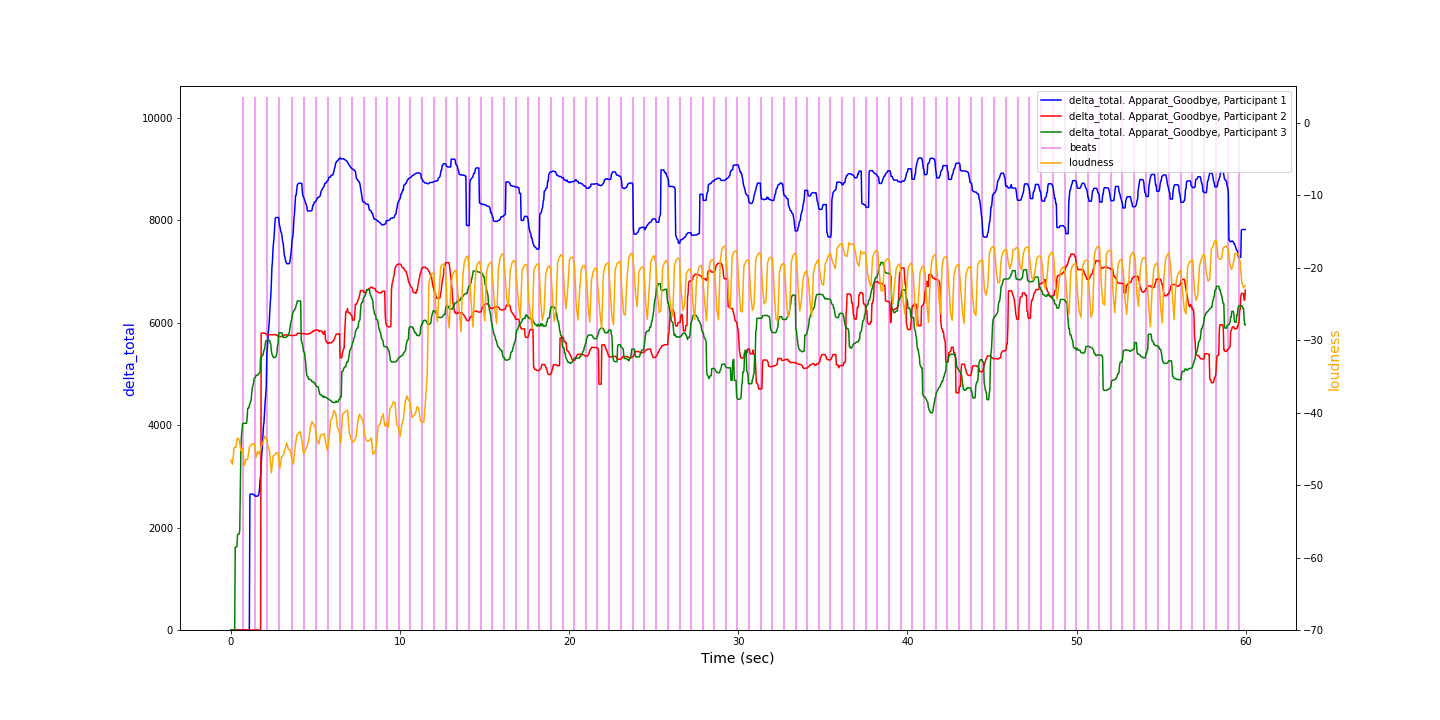 delta_total. Apparat_Goodbye, Participant 1
delta_total. Apparat_Goodbye, Participant 2
delta_total. Apparat_Goodbye, Participant 3
beats
loudness
10000
8000
6000
4000
2000
0
delta_total
0
−10
−20
−30
−40
−50
−60
−70
loudness
0 10 20 30 40 50 60
Time (sec)